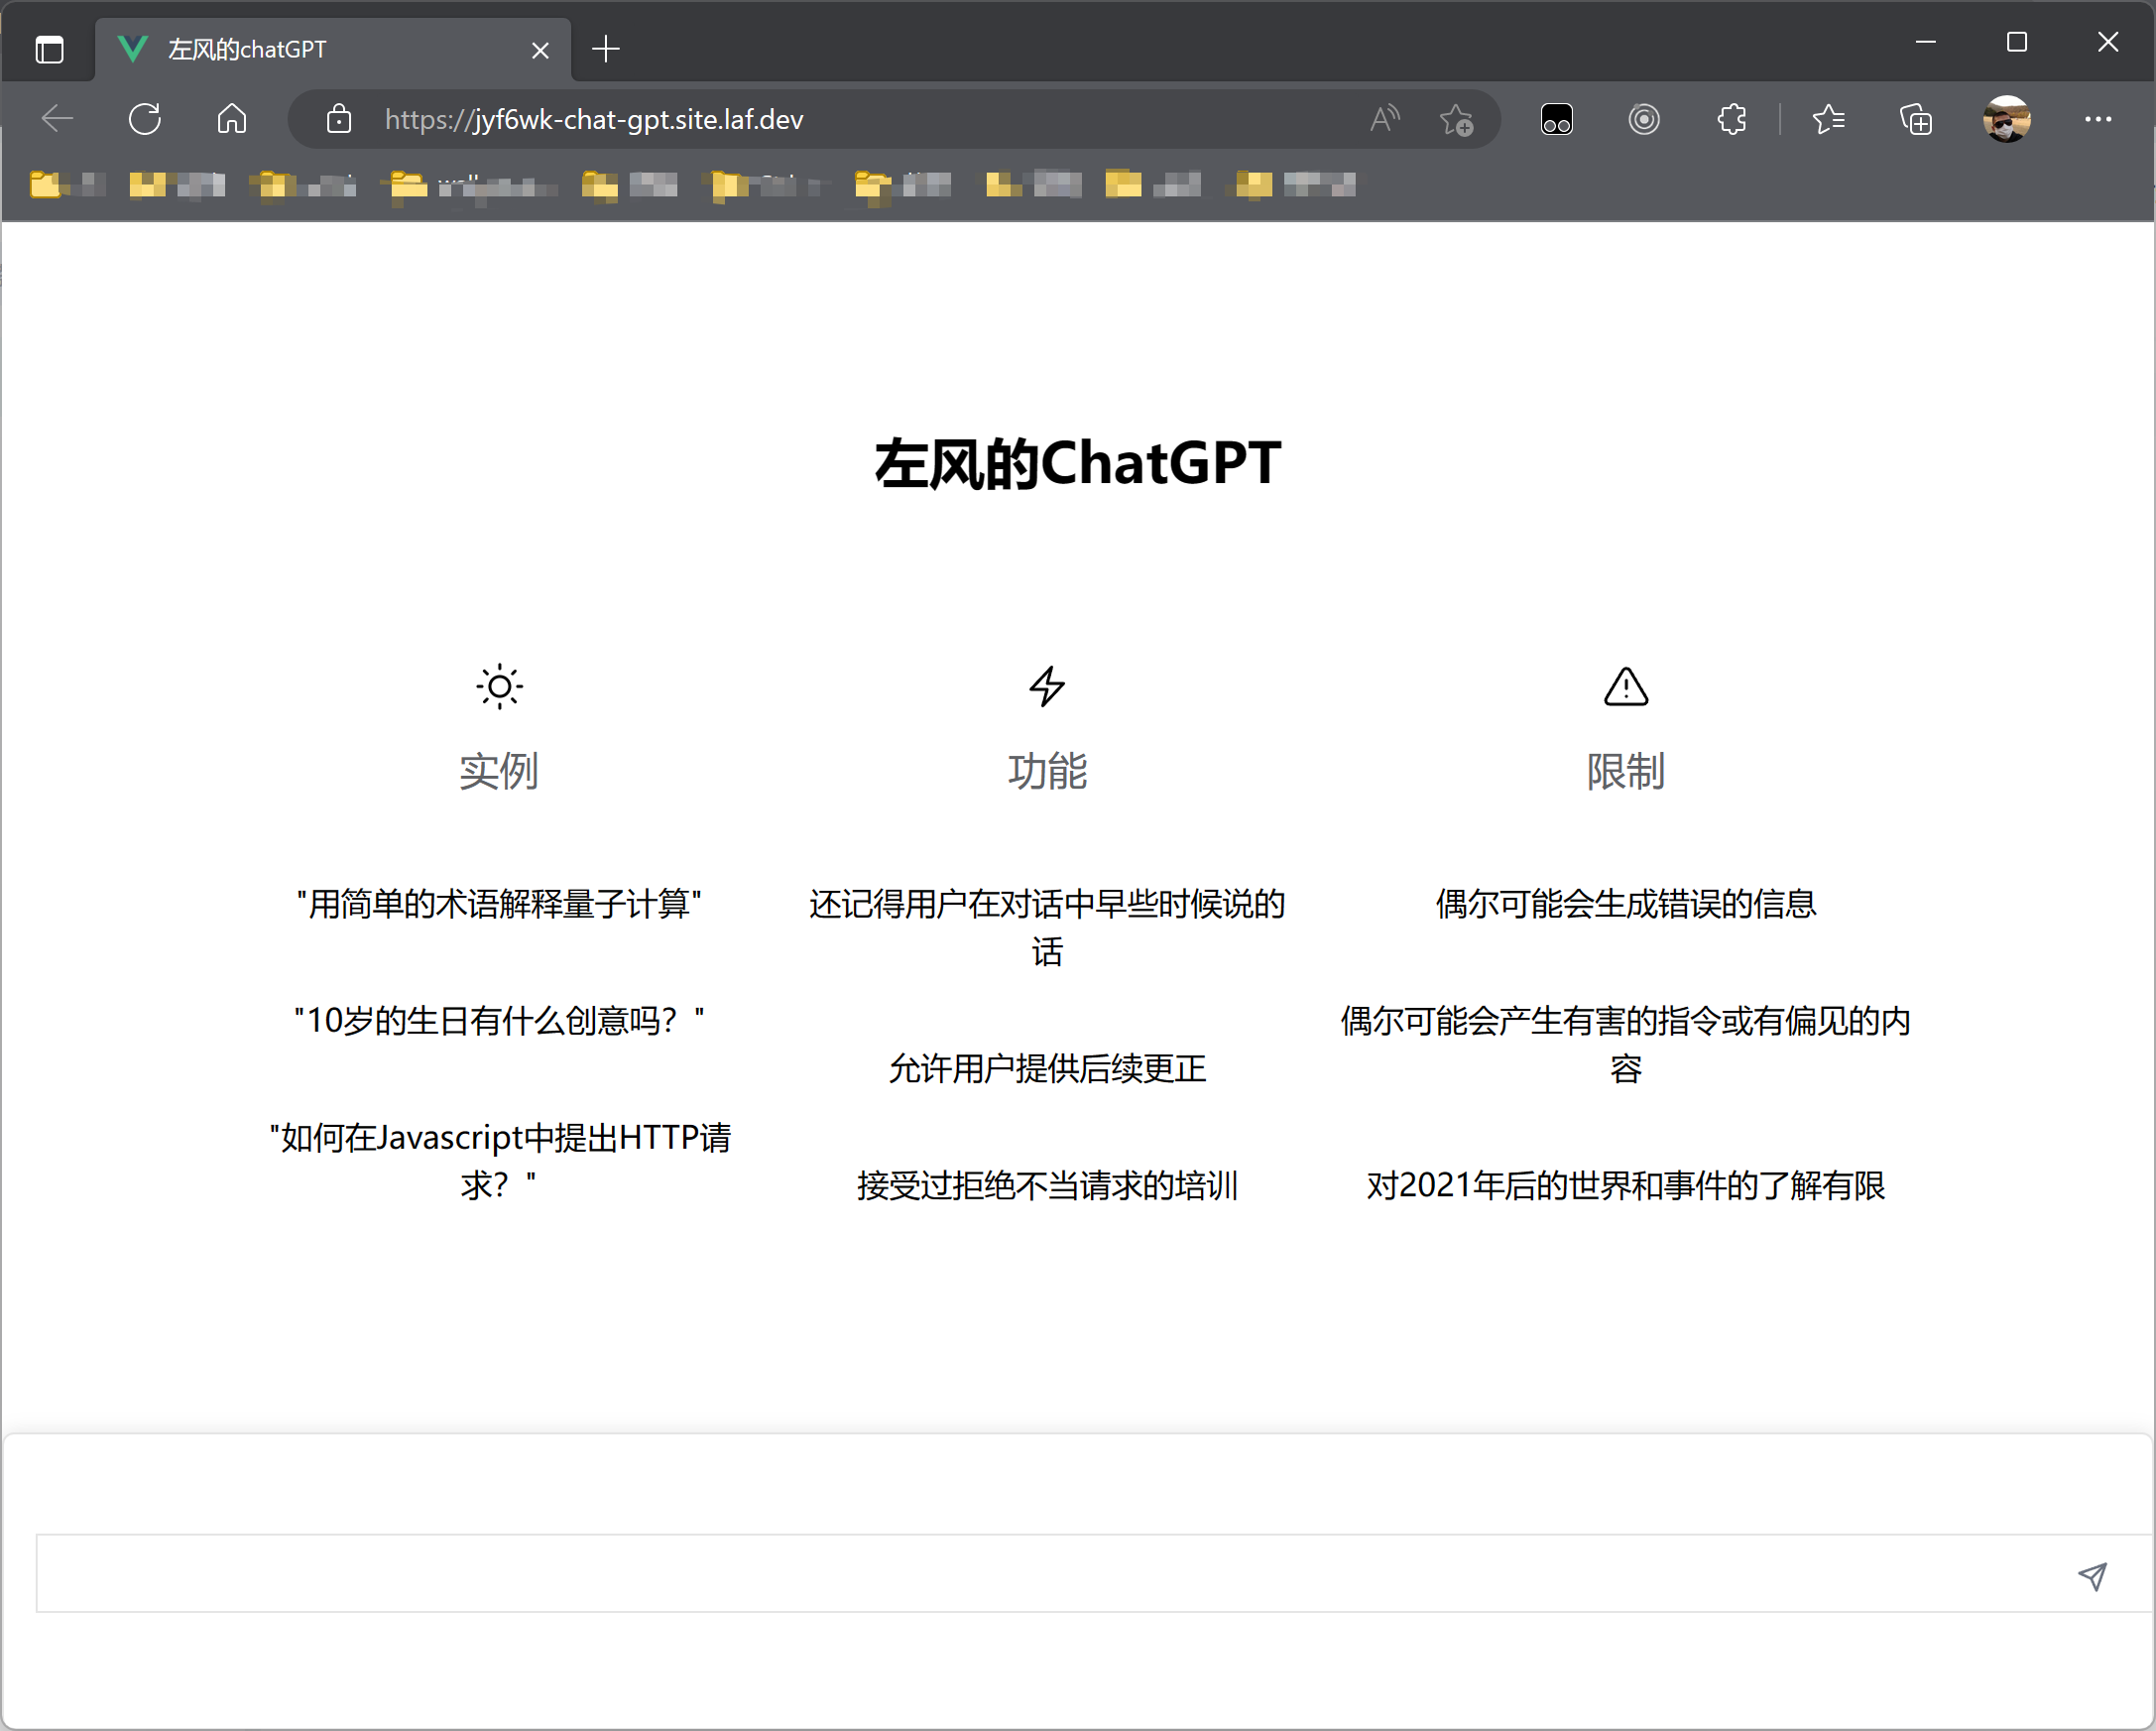 左风的chatGPT
https://jyf6wk-chat-gpt.site.laf.dev
左风的ChatGPT
实例
"用简单的术语解释量子计算"
"10岁的生日有什么创意吗？"
"如何在Javascript中提出HTTP请
求？"
功能
还记得用户在对话中早些时候说的
话
允许用户提供后续更正
接受过拒绝不当请求的培训
限制
偶尔可能会生成错误的信息
偶尔可能会产生有害的指令或有偏见的内
容
对2021年后的世界和事件的了解有限